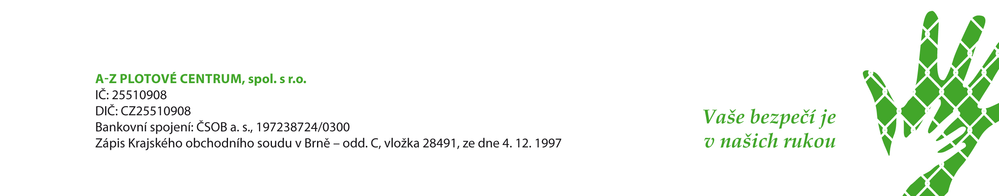 A-Z PLOTOVÉ CENTRUM, spol. s r.o.
IČ: 25510908
DIČ: CZ25510908
Bankovní spojení: ČSOB a. s., 197238724/0300
Zápis Krajského obchodního soudu v Brně – odd. C, vložka 28491, ze dne 4. 12. 1997
Vaše bezpečí je
v našich rukou